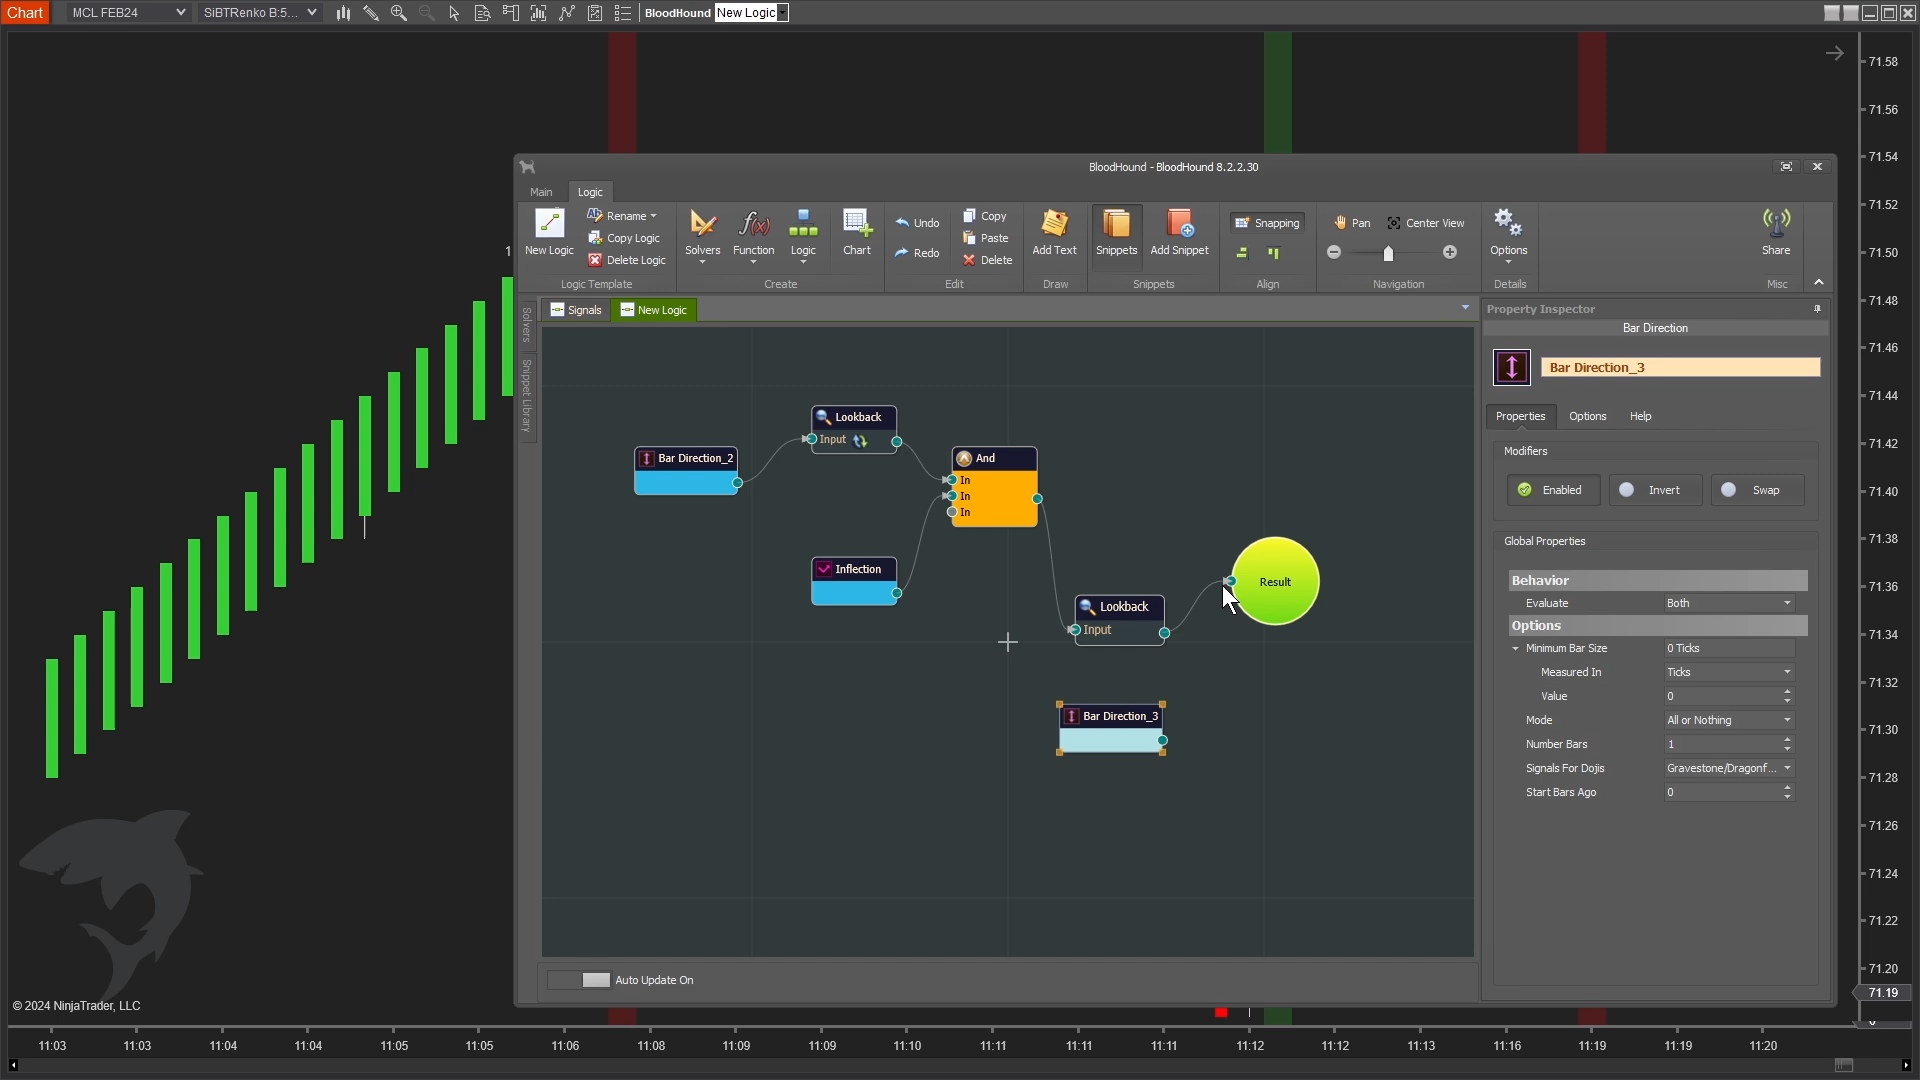 Chart MCL FEB24 SiBTRenko B:5... BloodHound New Logic
BloodHound - BloodHound 8.2.2.30
Main Logic
New Logic
Rename
Copy Logic
Delete Logic
Logic Template
Solvers
Function
Logic
Chart
Create
Undo
Redo
Copy
Paste
Delete
Edit
Add Text
Draw
Snippets
Add Snippet
Snippets
Snapping
Align
Pan
Center View
Navigation
Options
Details
Share
Misc
Signals
New Logic
Solvers
Snippet Library
Bar Direction_2
Lookback
Input
And
In
In
In
Inflection
Lookback
Input
Result
Bar Direction_3
Auto Update On
Property Inspector
Bar Direction
Bar Direction_3
Properties Options Help
Modifiers
Enabled Invert Swap
Global Properties
Behavior
Evaluate Both
Options
Minimum Bar Size 0 Ticks
Measured In Ticks
Value 0
Mode All or Nothing
Number Bars 1
Signals For Dojis Gravestone/Dragonf...
Start Bars Ago 0
71.58
71.56
71.54
71.52
71.50
71.48
71.46
71.44
71.42
71.40
71.38
71.36
71.34
71.32
71.30
71.28
71.26
71.24
71.22
71.20
71.19
1
© 2024 NinjaTrader, LLC
11:03 11:03 11:04 11:04 11:05 11:05 11:06 11:08 11:09 11:09 11:10 11:11 11:11 11:11 11:12 11:12 11:13 11:16 11:19 11:19 11:20